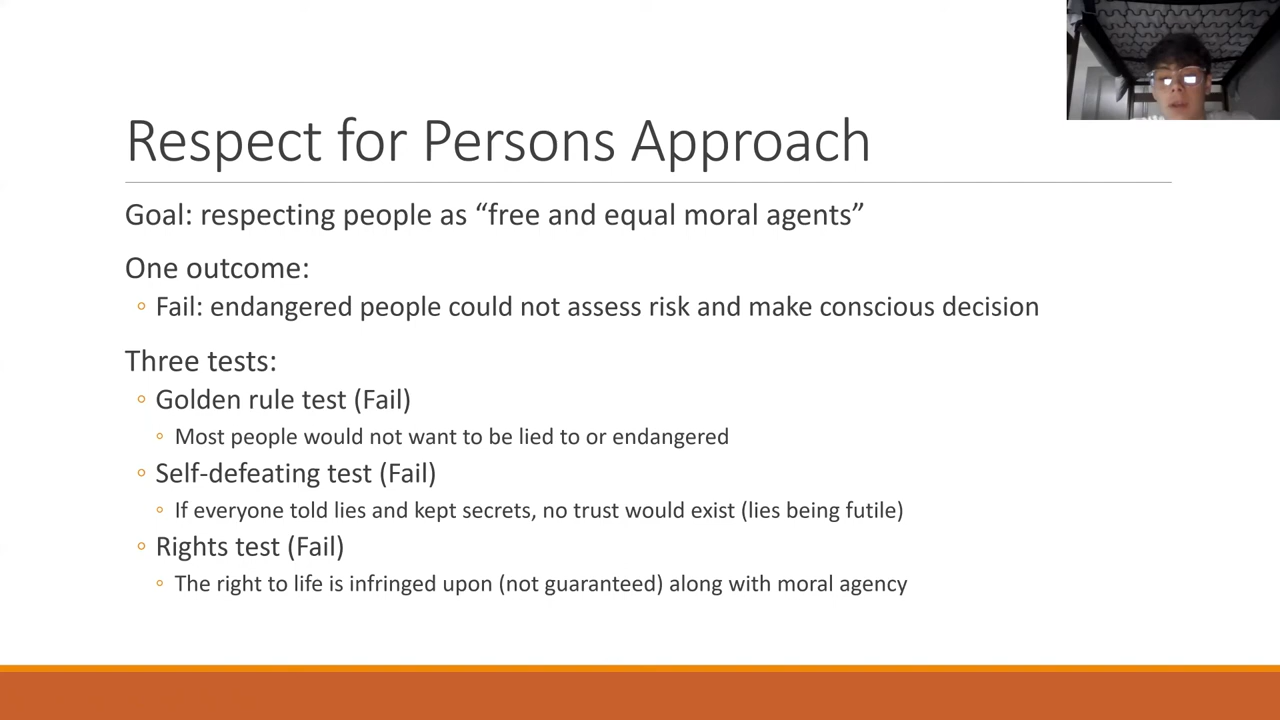 Respect for Persons Approach
Goal: respecting people as “free and equal moral agents”
One outcome:
◦ Fail: endangered people could not assess risk and make conscious decision
Three tests:
◦ Golden rule test (Fail)
◦ Most people would not want to be lied to or endangered
◦ Self-defeating test (Fail)
◦ If everyone told lies and kept secrets, no trust would exist (lies being futile)
◦ Rights test (Fail)
◦ The right to life is infringed upon (not guaranteed) along with moral agency